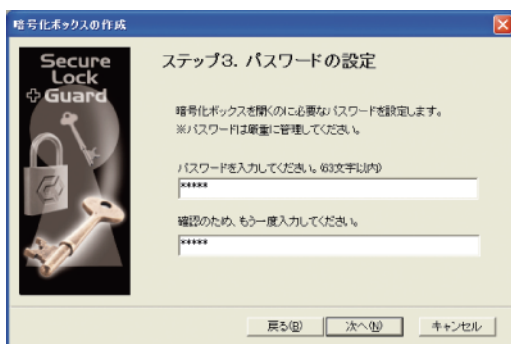 暗号化ボックスの作成
Secure
Lock
Guard
ステップ3. パスワードの設定
暗号化ボックスを開くのに必要なパスワードを設定します。
※パスワードは厳重に管理してください。
パスワードを入力してください。(63文字以内)
*****
確認のため、もう一度入力してください。
*****
戻る(B)
次へ(N)
キャンセル